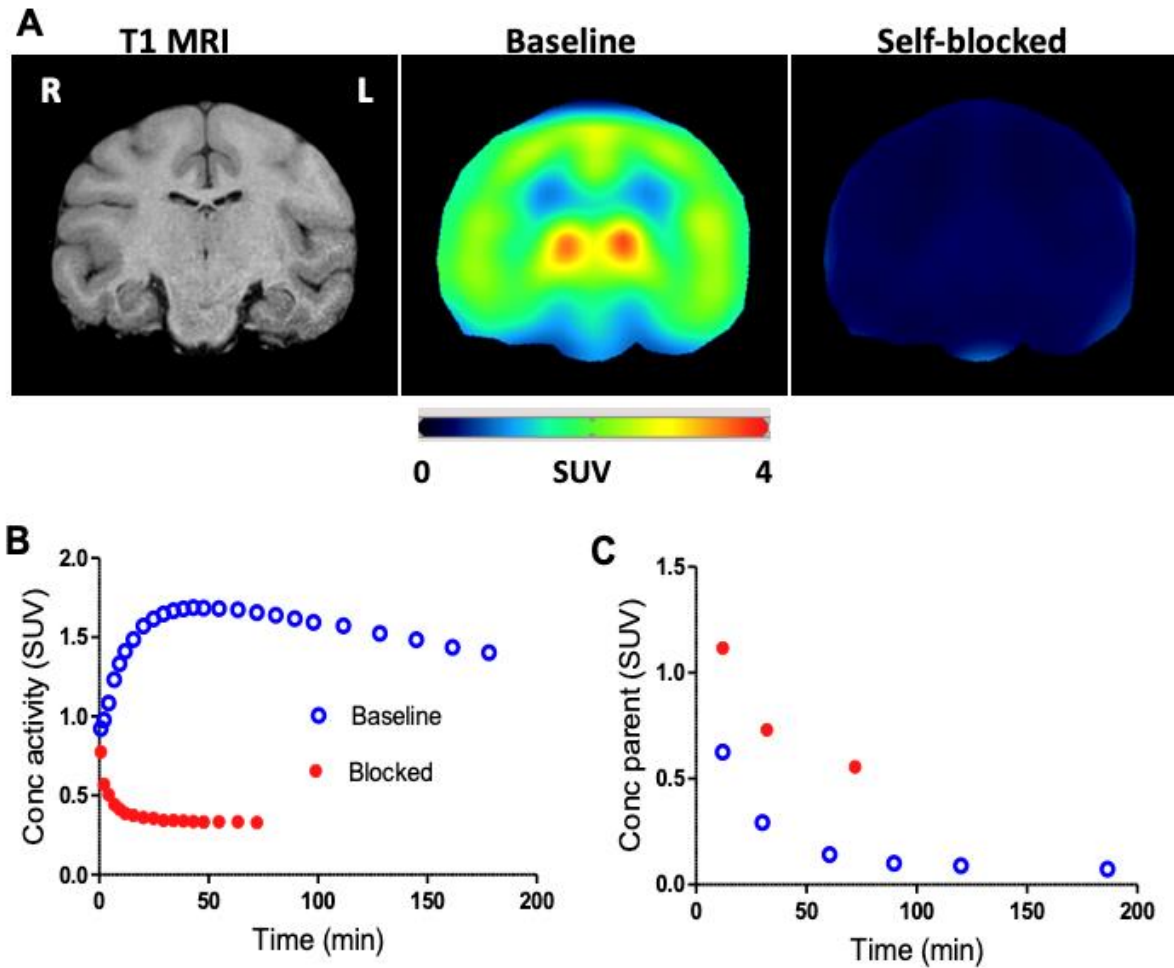 A
T1 MRI Baseline Self-blocked
R L
0 SUV 4
B
2.0
1.5
1.0
0.5
0.0
Conc activity (SUV)
Baseline
Blocked
0 50 100 150 200
Time (min)
C
1.5
1.0
0.5
0.0
Conc parent (SUV)
0 50 100 150 200
Time (min)